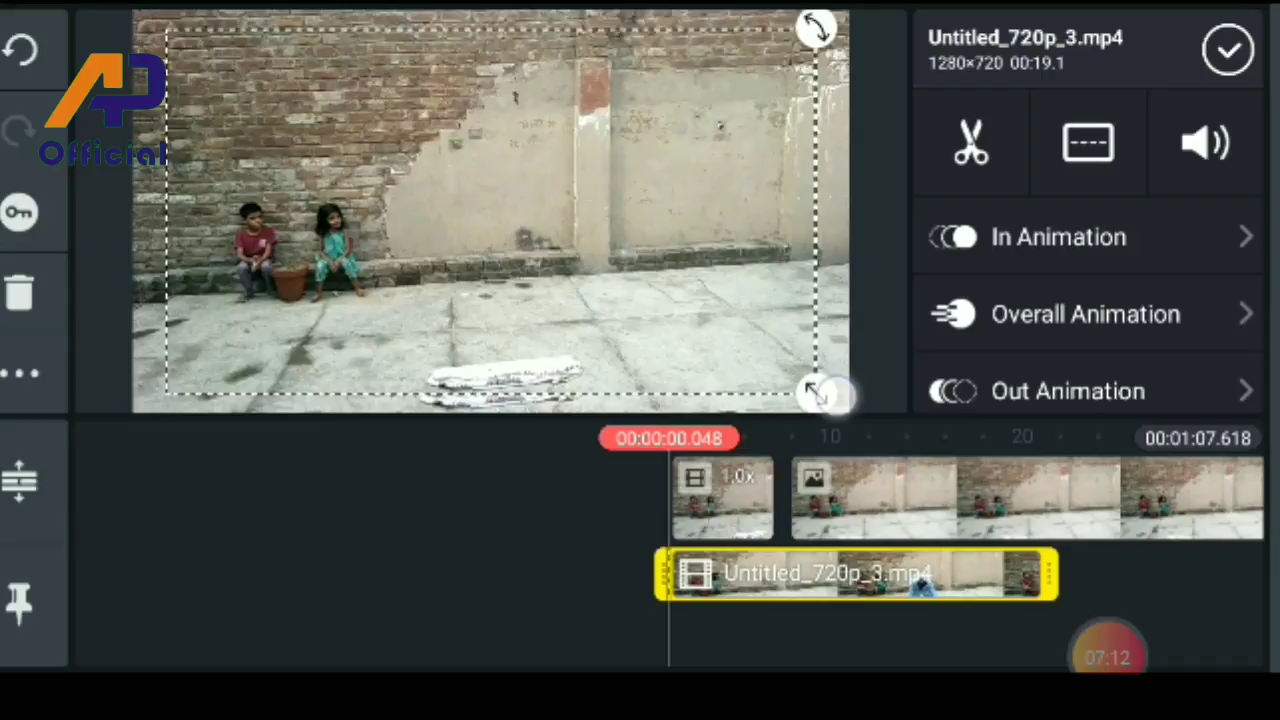 Untitled_720p_3.mp4
1280×720 00:19.1
AP
Official
In Animation
Overall Animation
Out Animation
00:00:00.048
10
20
00:01:07.618
1.0x
Untitled_720p_3.mp4
07:12